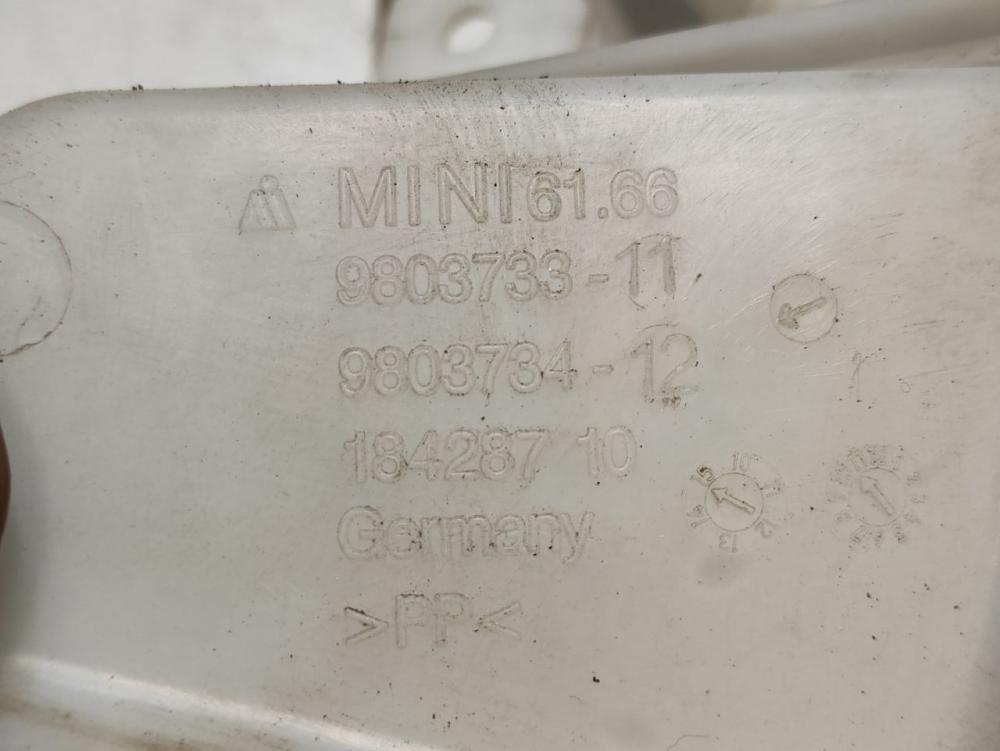 MINI 61.66
9803733-11
9803734-12
184287 10
Germany
>PP<